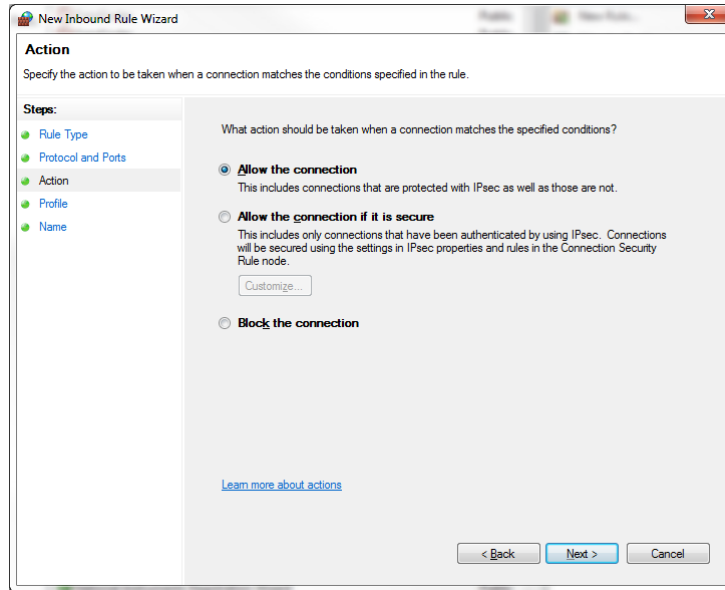 New Inbound Rule Wizard
Action
Specify the action to be taken when a connection matches the conditions specified in the rule.
Steps:
Rule Type
Protocol and Ports
Action
Profile
Name
What action should be taken when a connection matches the specified conditions?
Allow the connection
This includes connections that are protected with IPsec as well as those are not.
Allow the connection if it is secure
This includes only connections that have been authenticated by using IPsec. Connections
will be secured using the settings in IPsec properties and rules in the Connection Security
Rule node.
Customize...
Block the connection
Learn more about actions
< Back
Next >
Cancel